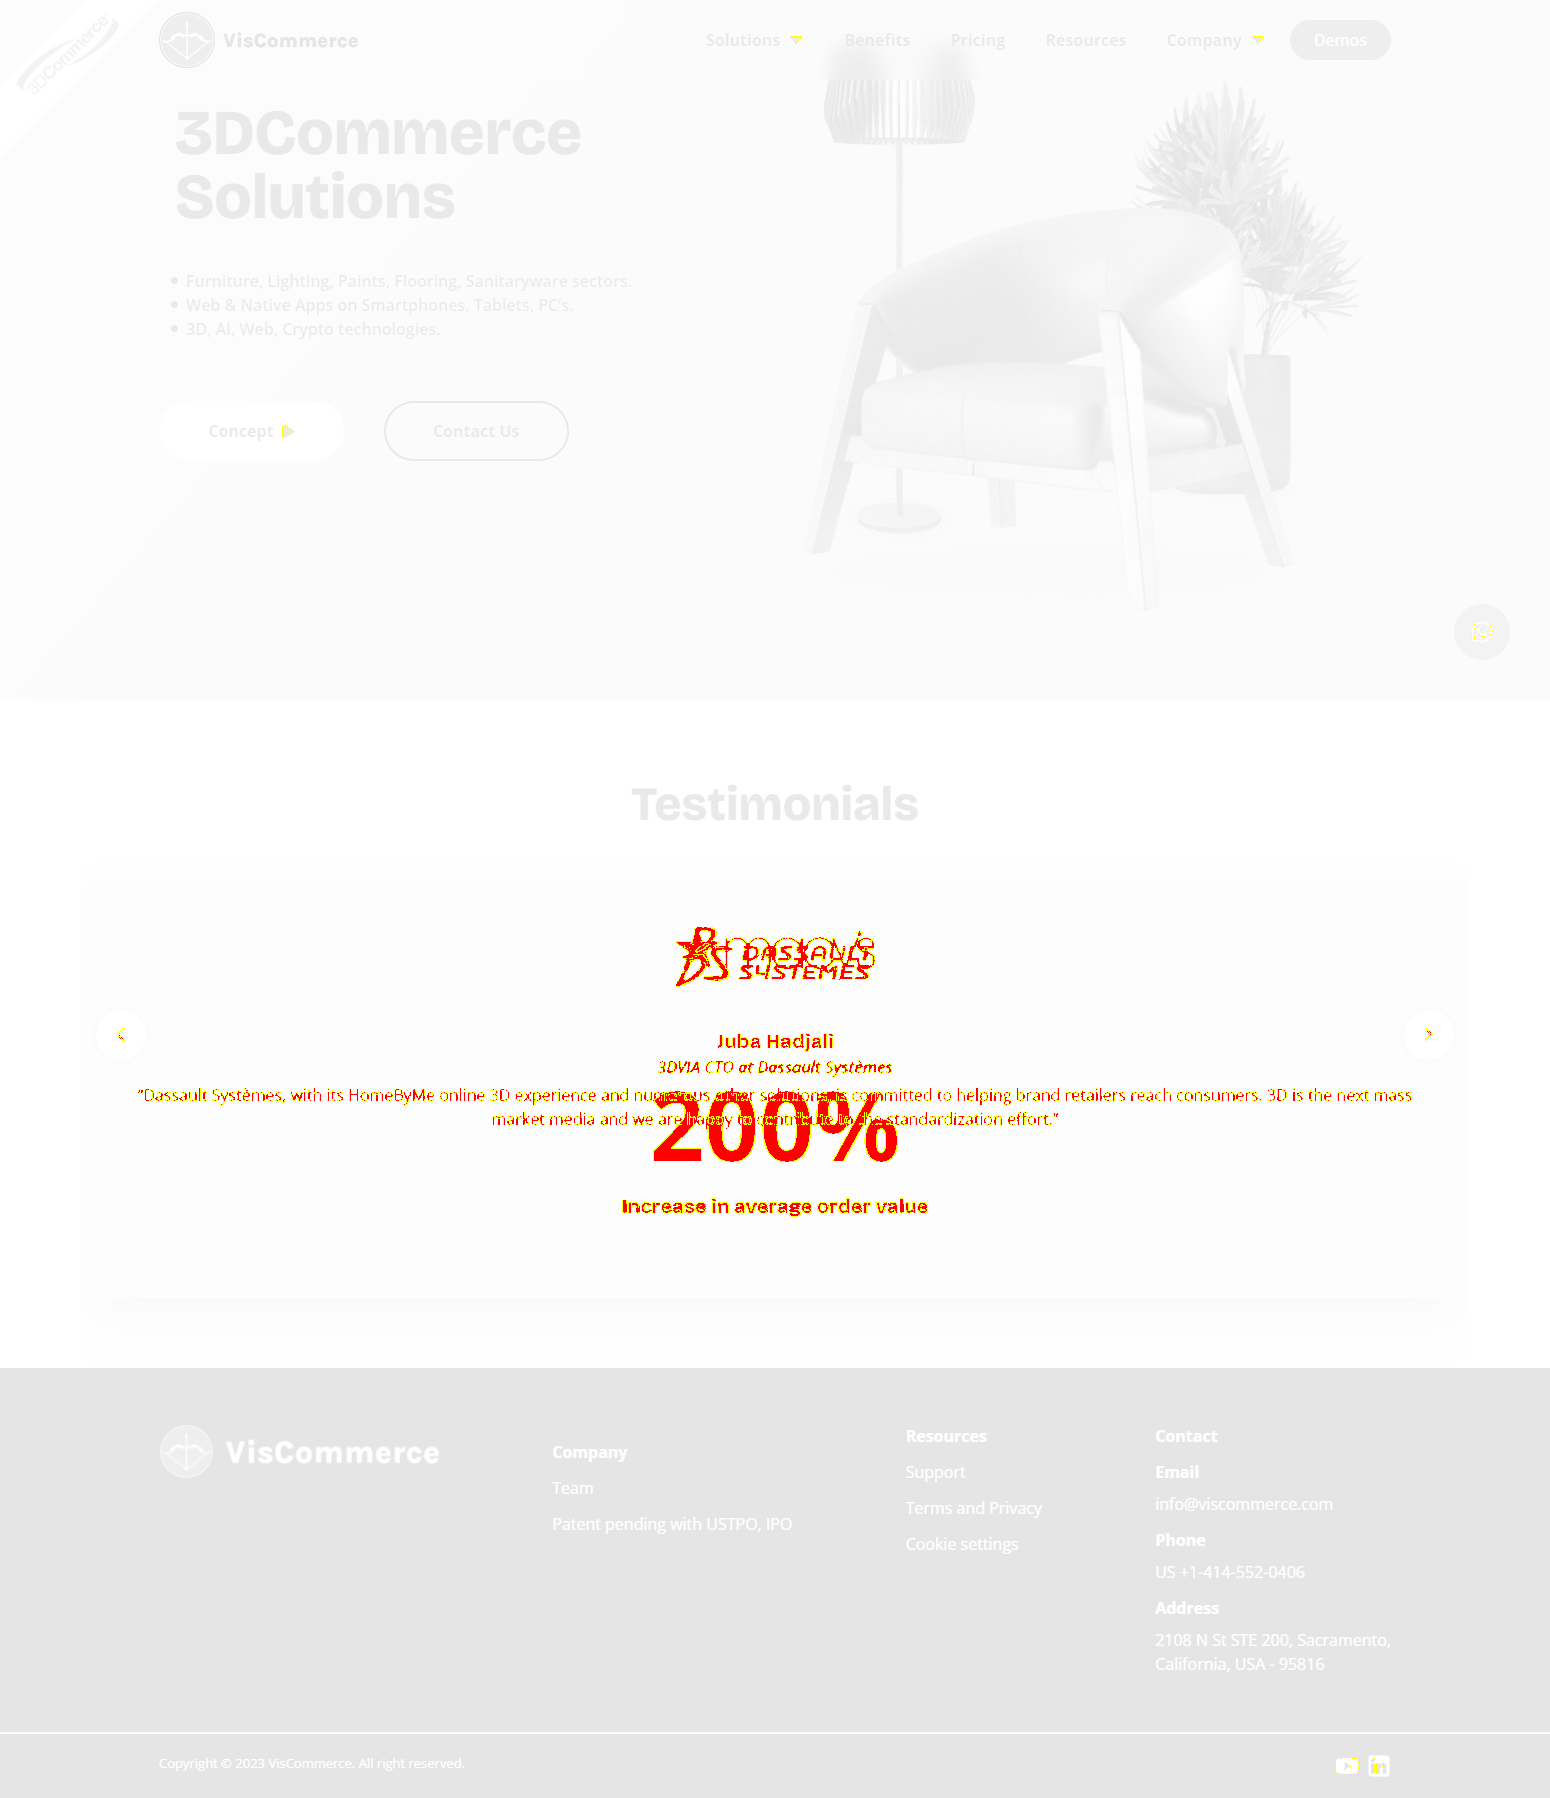 3DCommerce
VisCommerce
Solutions Benefits Pricing Resources Company Demos
3DCommerce
Solutions
Furniture, Lighting, Paints, Flooring, Sanitaryware sectors.
Web & Native Apps on Smartphones, Tablets, PC's.
3D, AI, Web, Crypto technologies.
Concept Contact Us
Testimonials
DASSAULT
SYSTEMES
Juba Hadjali
3DVIA CTO at Dassault Systèmes
“Dassault Systèmes, with its HomeByMe online 3D experience and numerous other solutions is committed to helping brand retailers reach consumers. 3D is the next mass
market media and we are happy to contribute to the standardization effort.”
200%
Increase in average order value
VisCommerce
Company
Team
Patent pending with USTPO, IPO
Resources
Support
Terms and Privacy
Cookie settings
Contact
Email
info@viscommerce.com
Phone
US +1-414-552-0406
Address
2108 N St STE 200, Sacramento,
California, USA - 95816
Copyright © 2023 VisCommerce. All right reserved.
in